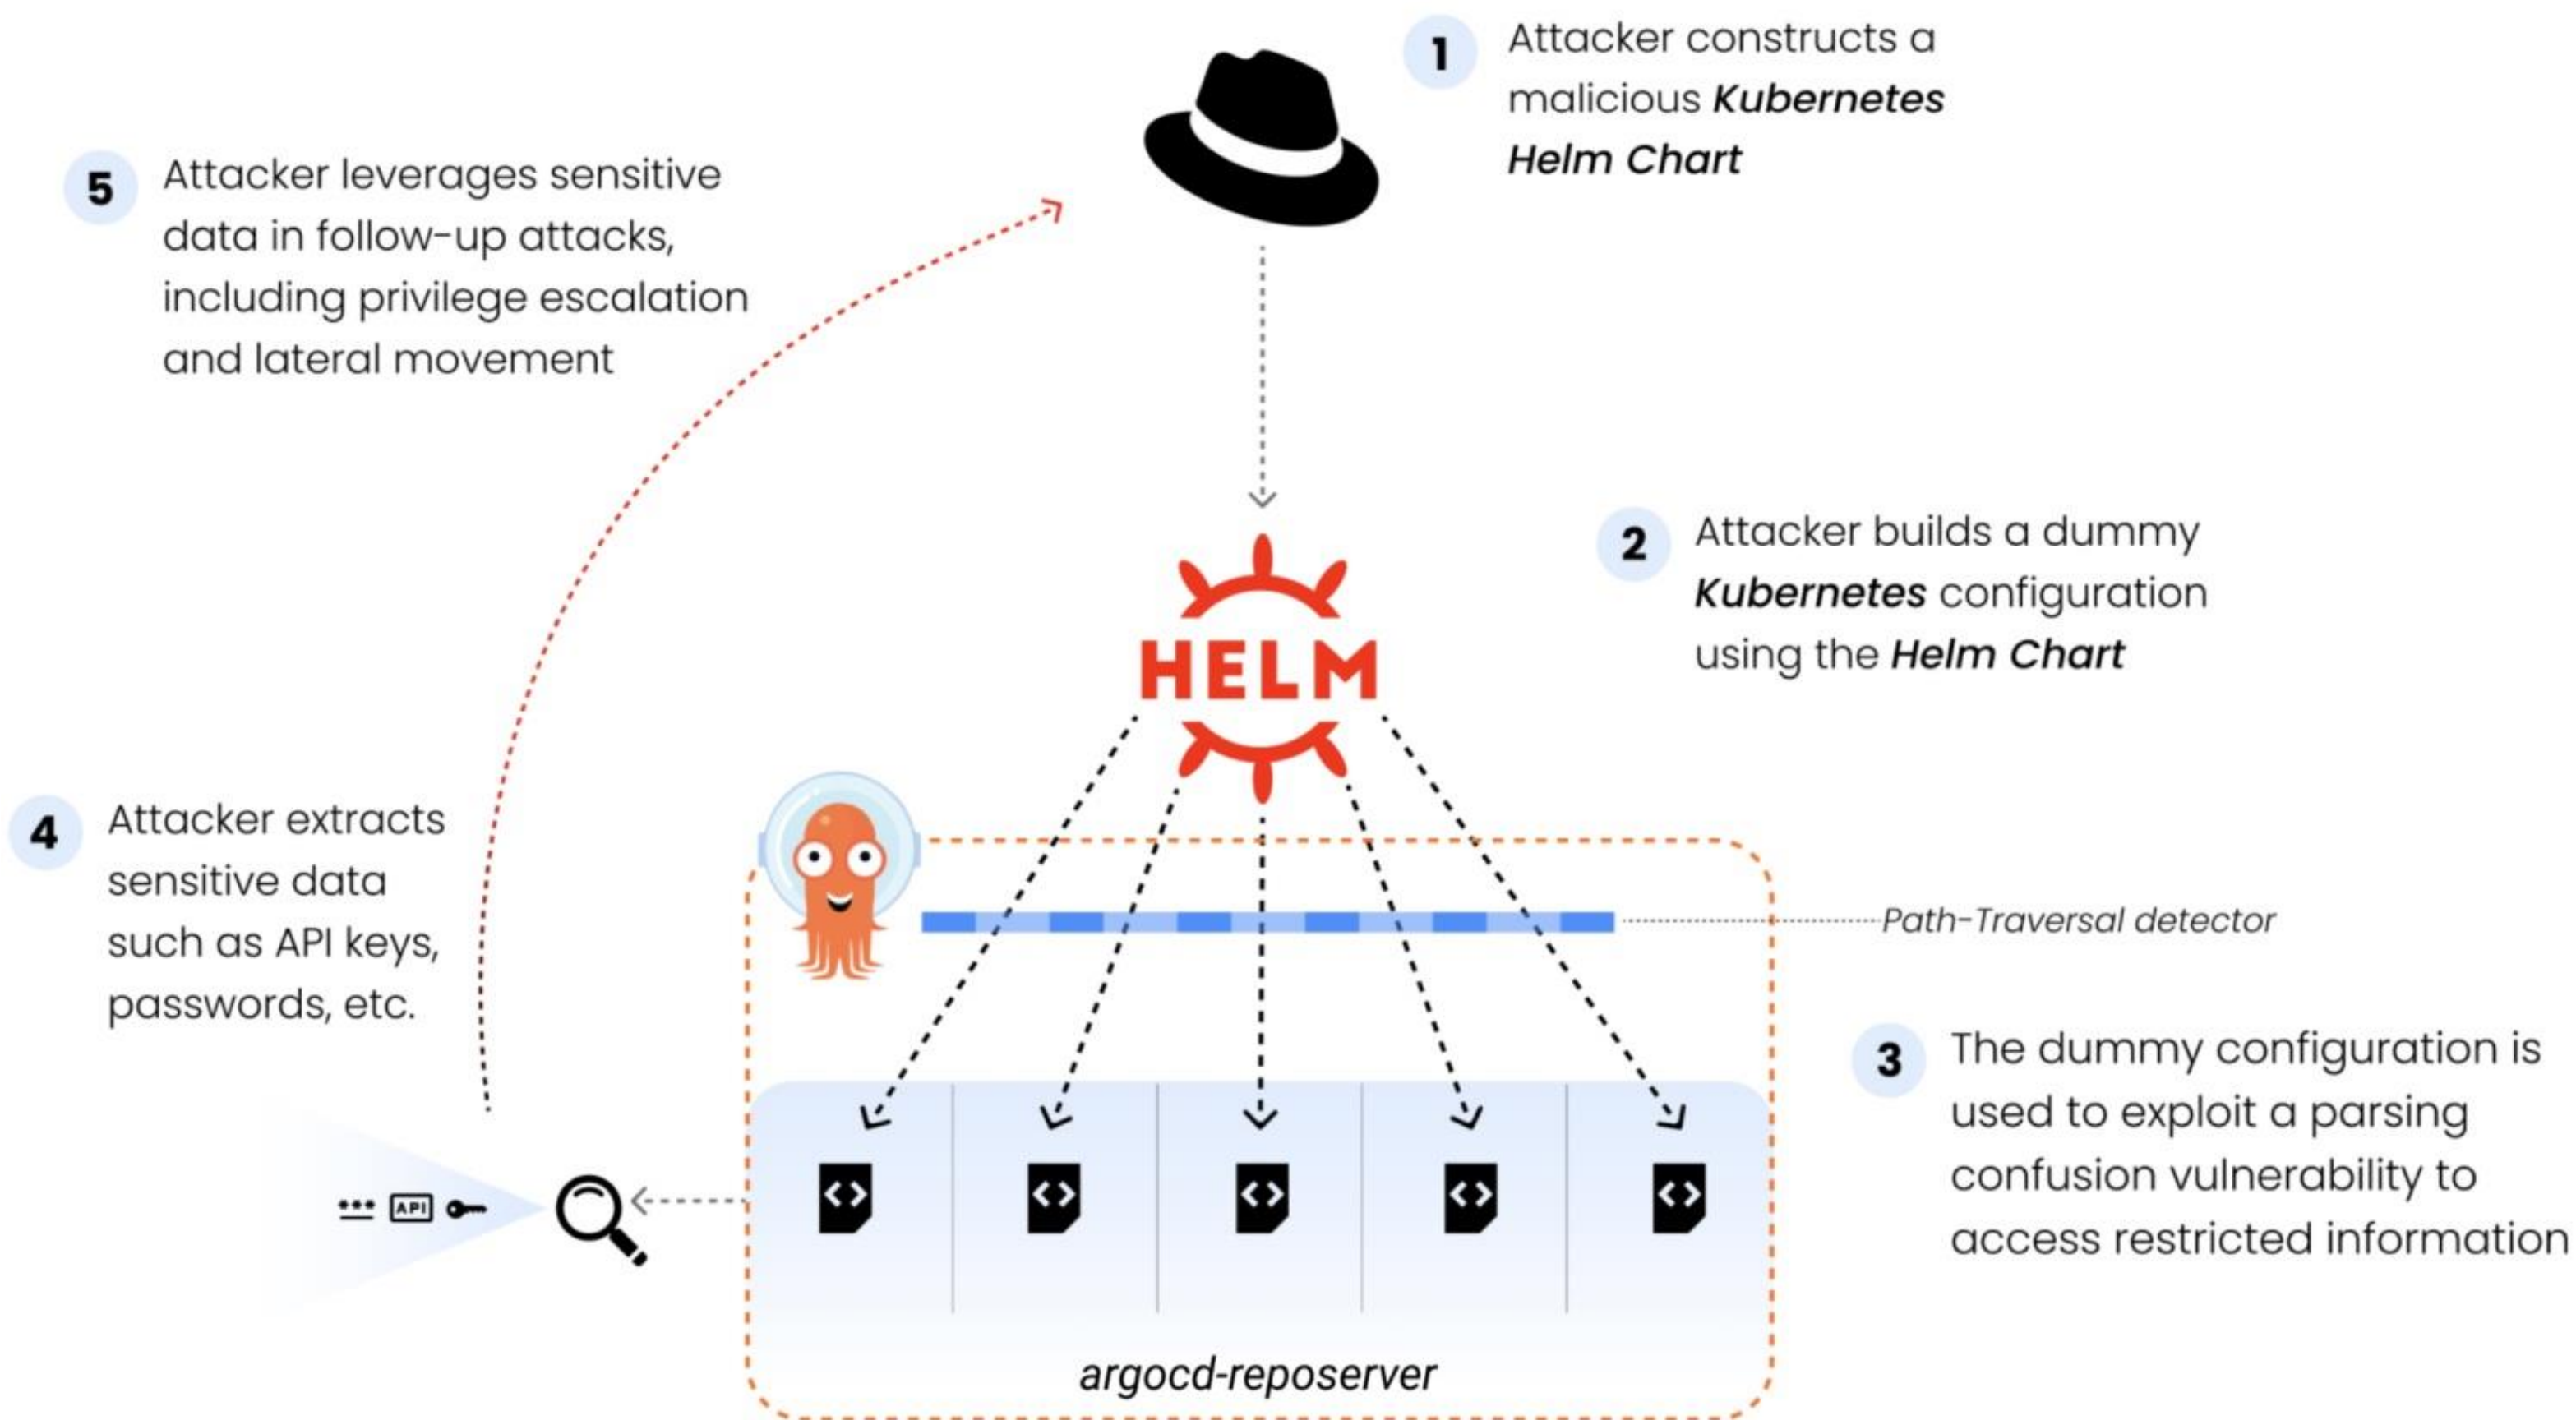 1
Attacker constructs a
malicious Kubernetes
Helm Chart
5
Attacker leverages sensitive
data in follow-up attacks,
including privilege escalation
and lateral movement
2
Attacker builds a dummy
Kubernetes configuration
using the Helm Chart
HELM
4
Attacker extracts
sensitive data
such as API keys,
passwords, etc.
Path-Traversal detector
3
The dummy configuration is
used to exploit a parsing
confusion vulnerability to
access restricted information
*** API
argocd-reposerver